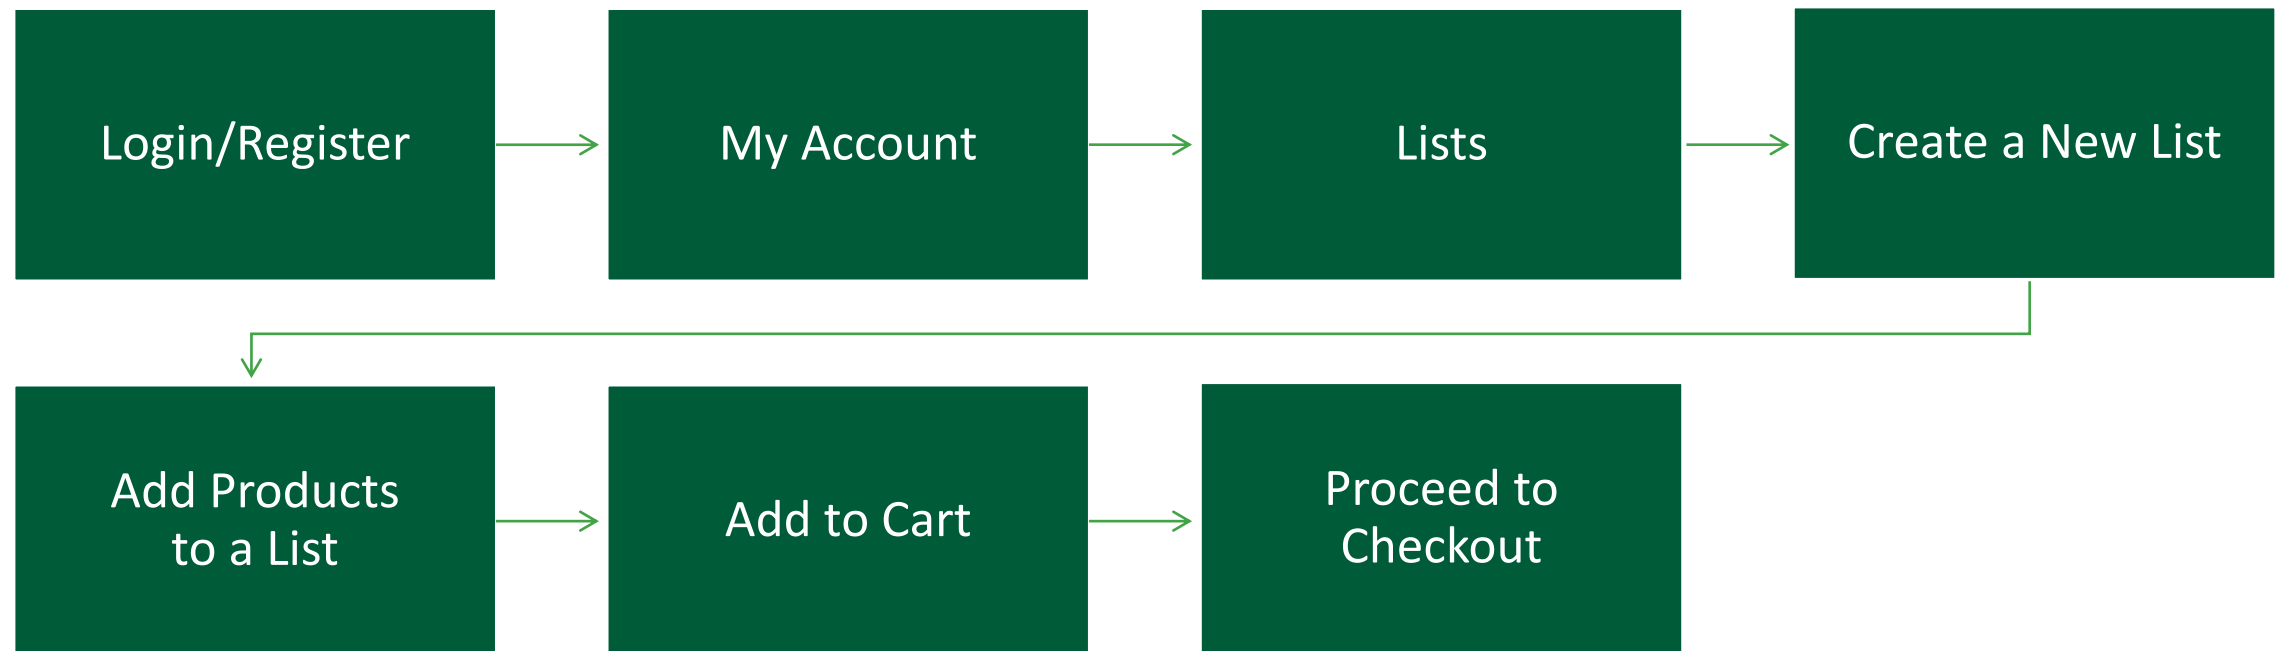 Login/Register
My Account
Lists
Create a New List
Add Products
to a List
Add to Cart
Proceed to
Checkout